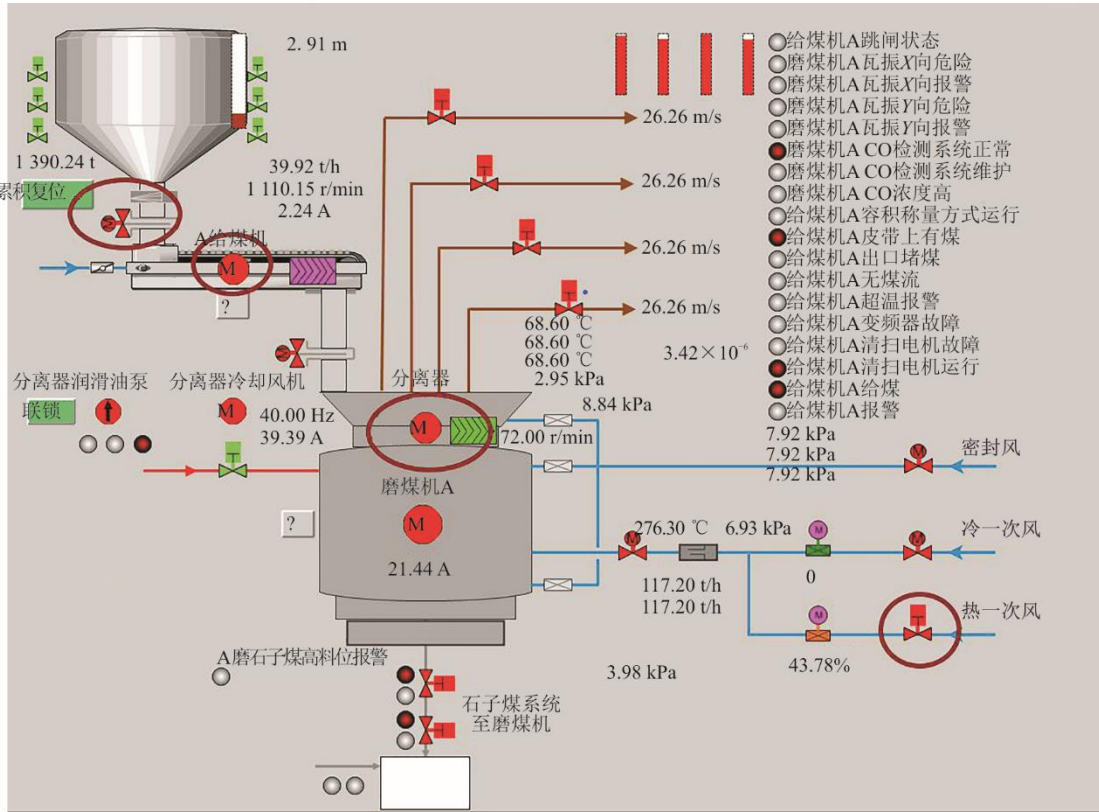 2.91 m
给煤机A跳闸状态
磨煤机A瓦振X向危险
磨煤机A瓦振X向报警
磨煤机A瓦振Y向危险
磨煤机A瓦振Y向报警
磨煤机A CO检测系统正常
磨煤机A CO检测系统维护
磨煤机A CO浓度高
给煤机A容积称量方式运行
给煤机A皮带上有煤
给煤机A出口堵煤
给煤机A无煤流
给煤机A超温报警
给煤机A变频器故障
给煤机A清扫电机故障
给煤机A清扫电机运行
给煤机A给煤
给煤机A报警
26.26 m/s
26.26 m/s
26.26 m/s
26.26 m/s
1 390.24 t
累积复位
39.92 t/h
1 110.15 r/min
2.24 A
A给煤机
M
?
68.60 ℃
68.60 ℃
68.60 ℃
2.95 kPa
3.42×10⁻⁶
分离器润滑油泵
联锁
分离器冷却风机
M
40.00 Hz
39.39 A
分离器
M
72.00 r/min
8.84 kPa
7.92 kPa
7.92 kPa
7.92 kPa
密封风
磨煤机A
?
M
21.44 A
276.30 ℃
6.93 kPa
M
M
M
冷一次风
0
117.20 t/h
117.20 t/h
M
热一次风
43.78%
3.98 kPa
A磨石子煤高料位报警
石子煤系统
至磨煤机